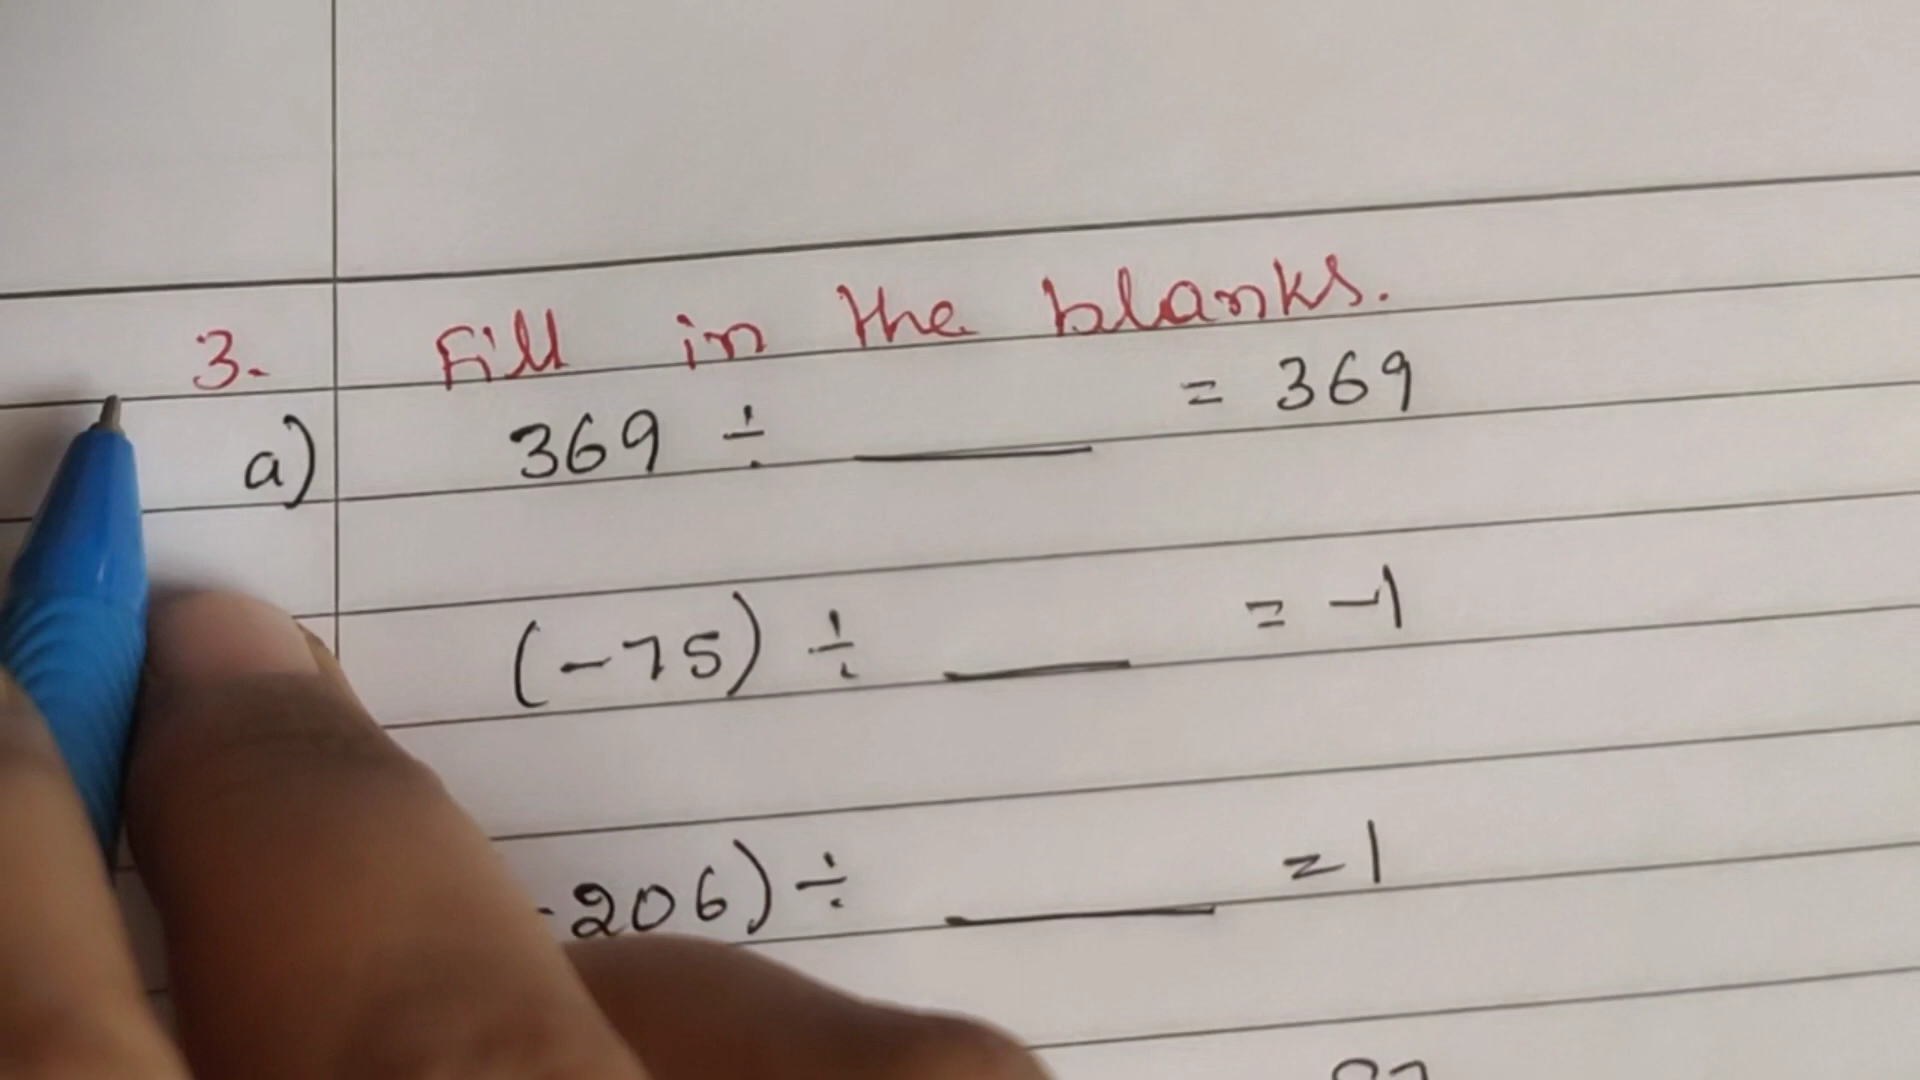 3. Fill in the blanks.
a) 369 ÷ ____ = 369
(-75) ÷ ____ = -1
-206) ÷ ____ = 1